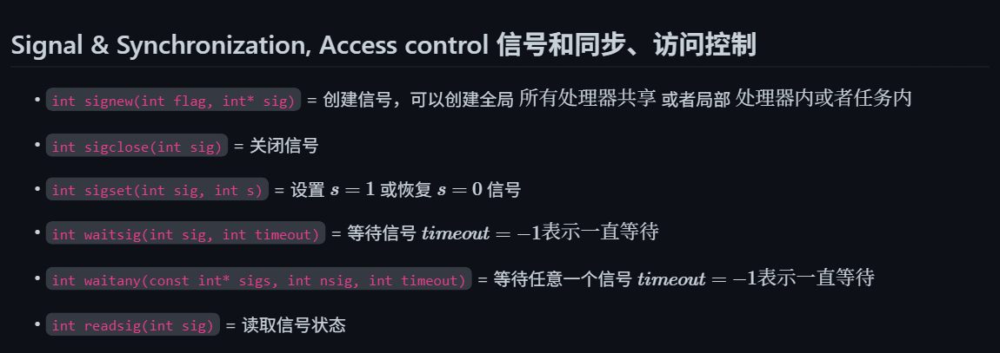 Signal & Synchronization, Access control 信号和同步、访问控制
• int signew(int flag, int* sig) = 创建信号，可以创建全局 所有处理器共享 或者局部 处理器内或者任务内
• int sigclose(int sig) = 关闭信号
• int sigset(int sig, int s) = 设置 s = 1 或恢复 s = 0 信号
• int waitsig(int sig, int timeout) = 等待信号 timeout = −1表示一直等待
• int waitany(const int* sigs, int nsig, int timeout) = 等待任意一个信号 timeout = −1表示一直等待
• int readsig(int sig) = 读取信号状态